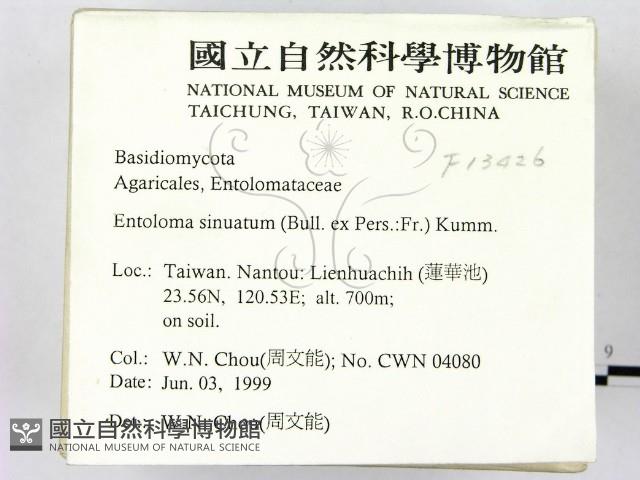 國立自然科學博物館
NATIONAL MUSEUM OF NATURAL SCIENCE
TAICHUNG, TAIWAN, R.O.CHINA
Basidiomycota
F13426
Agaricales, Entolomataceae
Entoloma sinuatum (Bull. ex Pers.:Fr.) Kumm.
Loc.: Taiwan. Nantou: Lienhuachih (蓮華池)
23.56N, 120.53E; alt. 700m;
on soil.
Col.: W.N. Chou(周文能); No. CWN 04080
Date: Jun. 03, 1999
Det.: W.N. Chou(周文能)
國立自然科學博物館
NATIONAL MUSEUM OF NATURAL SCIENCE
9